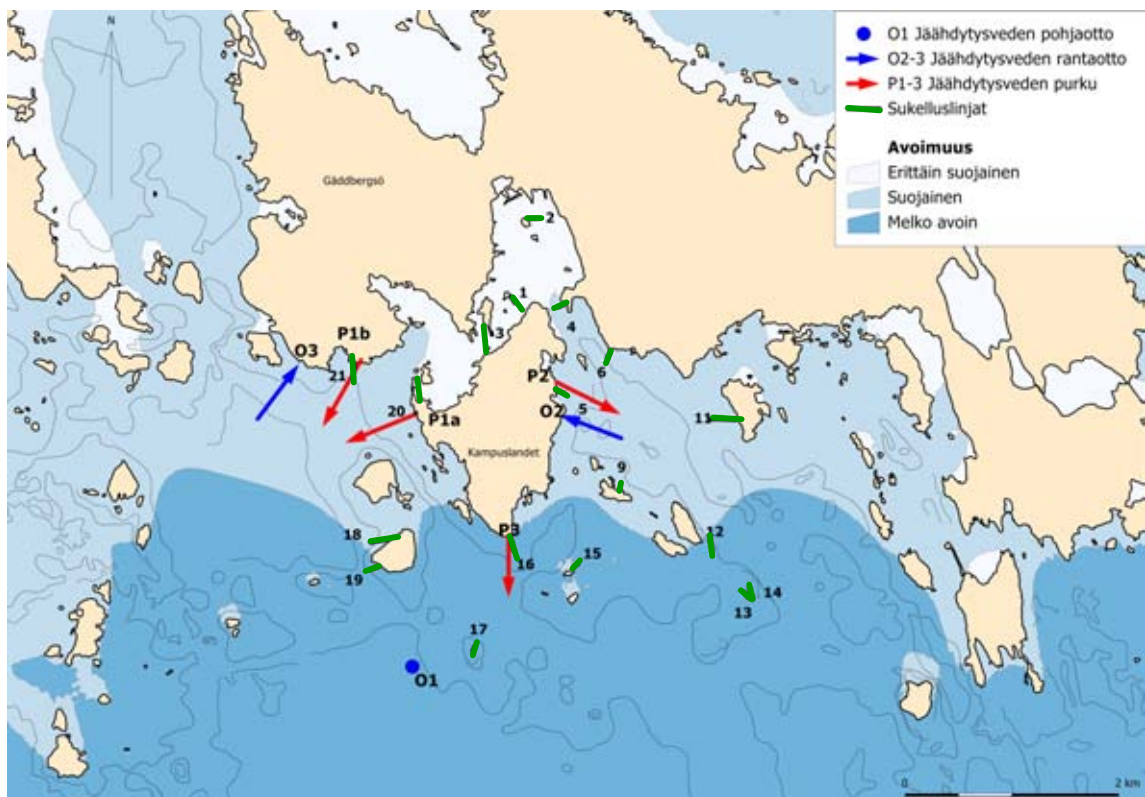 N
O1 Jäähdytysveden pohjaotto
O2-3 Jäähdytysveden rantaotto
P1-3 Jäähdytysveden purku
Sukelluslinjat
Avoimuus
Erittäin suojainen
Suojainen
Melko avoin
Gäddbergsö
2
1
3
4
P1b
O3
21
6
P2
20
P1a
O2
5
11
Kampuslandet
9
18
P3
12
19
16
15
14
13
17
O1
0
2 km